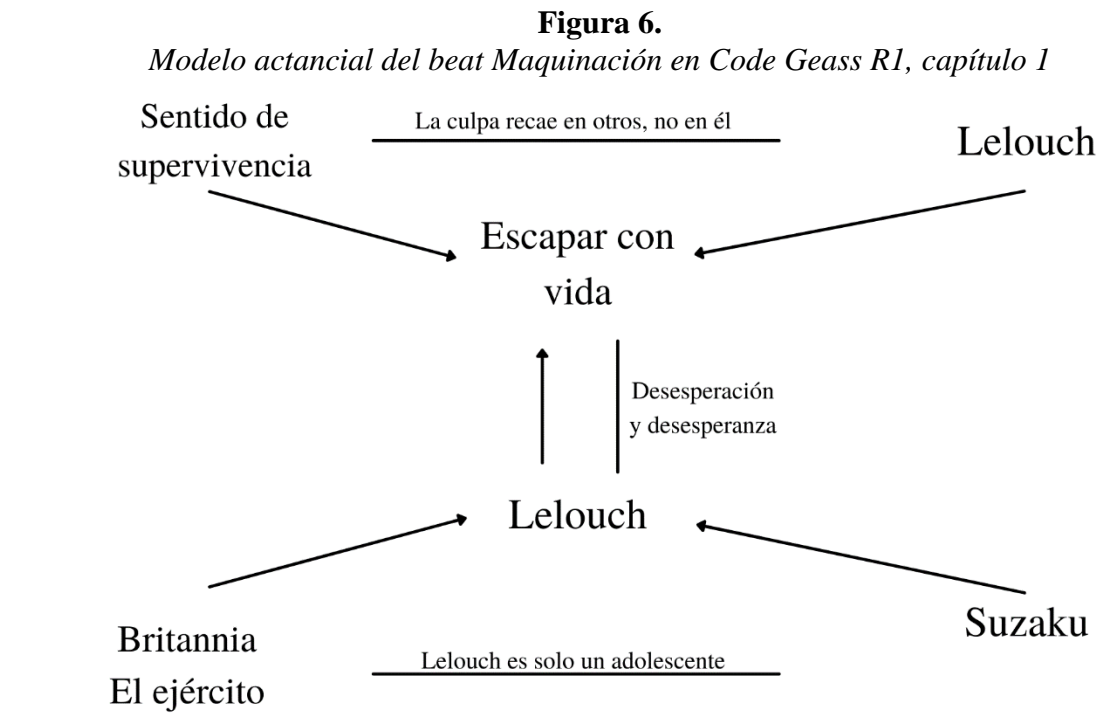 Figura 6.
Modelo actancial del beat Maquinación en Code Geass R1, capítulo 1
Sentido de
supervivencia
La culpa recae en otros, no en él
Lelouch
Escapar con
vida
Desesperación
y desesperanza
Lelouch
Britannia
El ejército
Lelouch es solo un adolescente
Suzaku